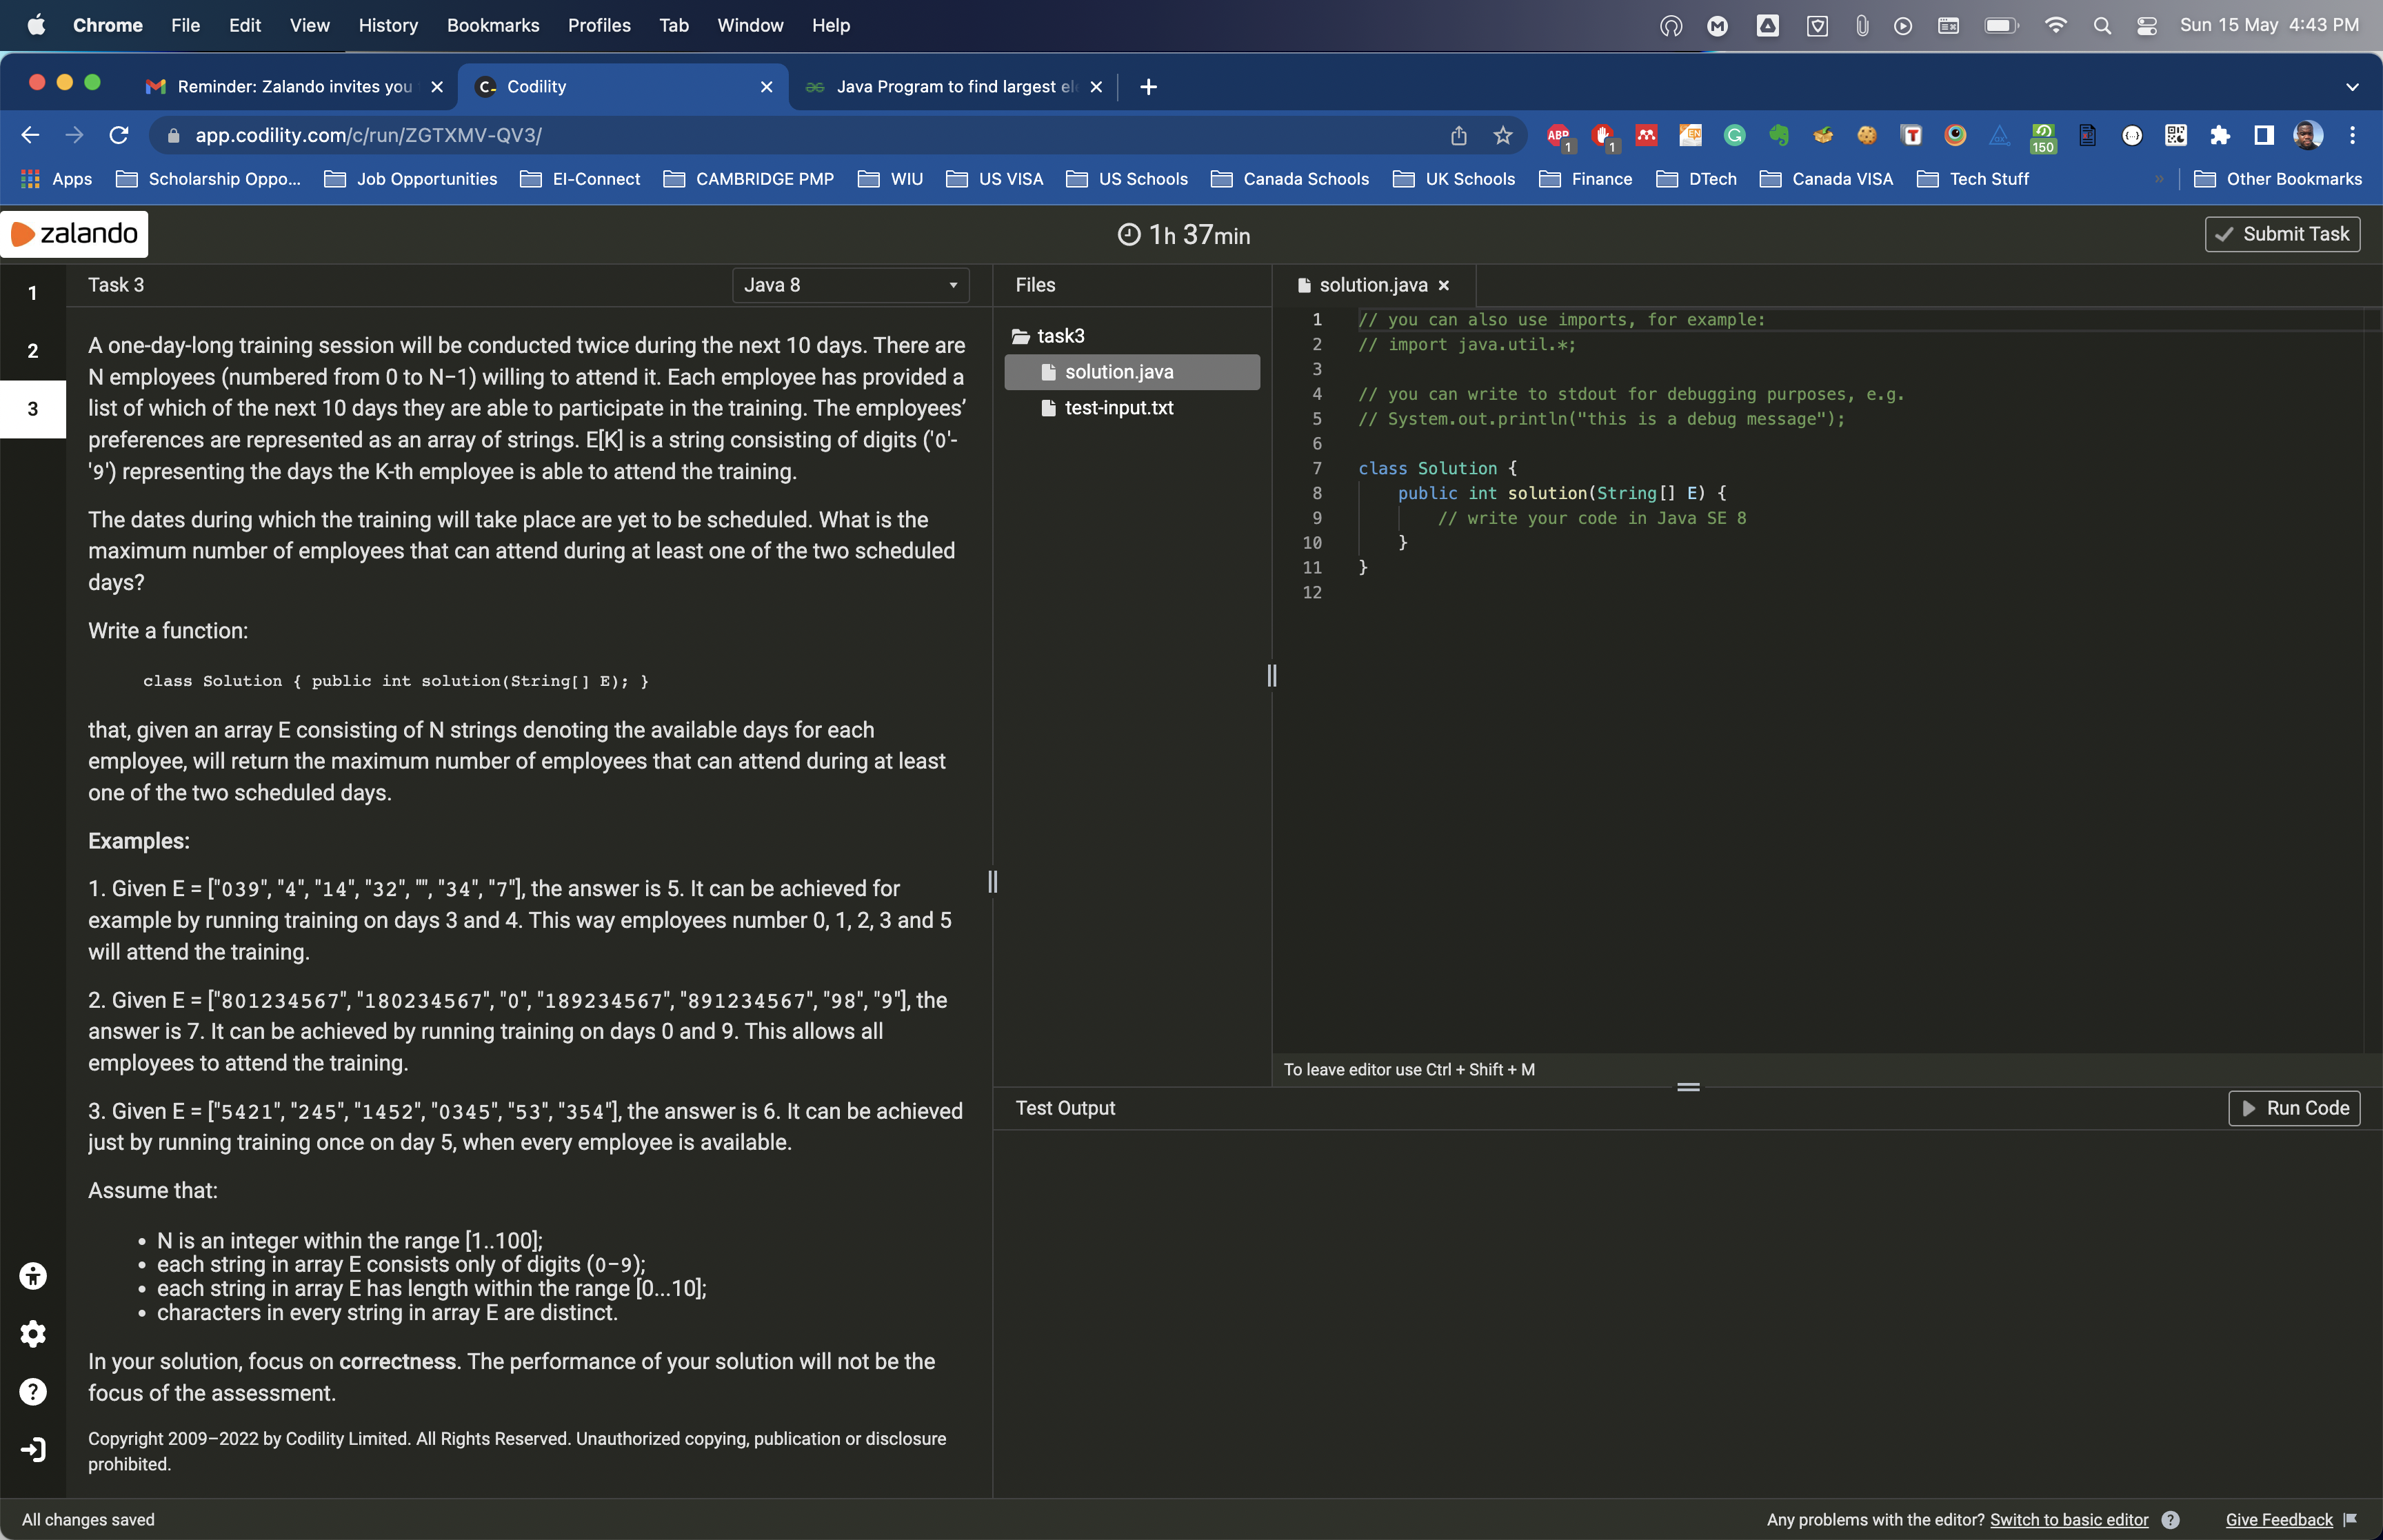 Chrome File Edit View History Bookmarks Profiles Tab Window Help Sun 15 May 4:43 PM
Reminder: Zalando invites you Codility Java Program to find largest el
app.codility.com/c/run/ZGTXMV-QV3/
Apps Scholarship Oppo... Job Opportunities EI-Connect CAMBRIDGE PMP WIU US VISA US Schools Canada Schools UK Schools Finance DTech Canada VISA Tech Stuff » Other Bookmarks
zalando 1h 37min Submit Task
1
2
3
Task 3 Java 8
A one-day-long training session will be conducted twice during the next 10 days. There are
N employees (numbered from 0 to N−1) willing to attend it. Each employee has provided a
list of which of the next 10 days they are able to participate in the training. The employees’
preferences are represented as an array of strings. E[K] is a string consisting of digits ('0'-
'9') representing the days the K-th employee is able to attend the training.
The dates during which the training will take place are yet to be scheduled. What is the
maximum number of employees that can attend during at least one of the two scheduled
days?
Write a function:
class Solution { public int solution(String[] E); }
that, given an array E consisting of N strings denoting the available days for each
employee, will return the maximum number of employees that can attend during at least
one of the two scheduled days.
Examples:
1. Given E = ["039", "4", "14", "32", "", "34", "7"], the answer is 5. It can be achieved for
example by running training on days 3 and 4. This way employees number 0, 1, 2, 3 and 5
will attend the training.
2. Given E = ["801234567", "180234567", "0", "189234567", "891234567", "98", "9"], the
answer is 7. It can be achieved by running training on days 0 and 9. This allows all
employees to attend the training.
3. Given E = ["5421", "245", "1452", "0345", "53", "354"], the answer is 6. It can be achieved
just by running training once on day 5, when every employee is available.
Assume that:
• N is an integer within the range [1..100];
• each string in array E consists only of digits (0−9);
• each string in array E has length within the range [0...10];
• characters in every string in array E are distinct.
In your solution, focus on correctness. The performance of your solution will not be the
focus of the assessment.
Copyright 2009–2022 by Codility Limited. All Rights Reserved. Unauthorized copying, publication or disclosure
prohibited.
Files
task3
solution.java
test-input.txt
solution.java
1 // you can also use imports, for example:
2 // import java.util.*;
3
4 // you can write to stdout for debugging purposes, e.g.
5 // System.out.println("this is a debug message");
6
7 class Solution {
8 public int solution(String[] E) {
9 // write your code in Java SE 8
10 }
11 }
12
To leave editor use Ctrl + Shift + M
Test Output Run Code
All changes saved Any problems with the editor? Switch to basic editor Give Feedback